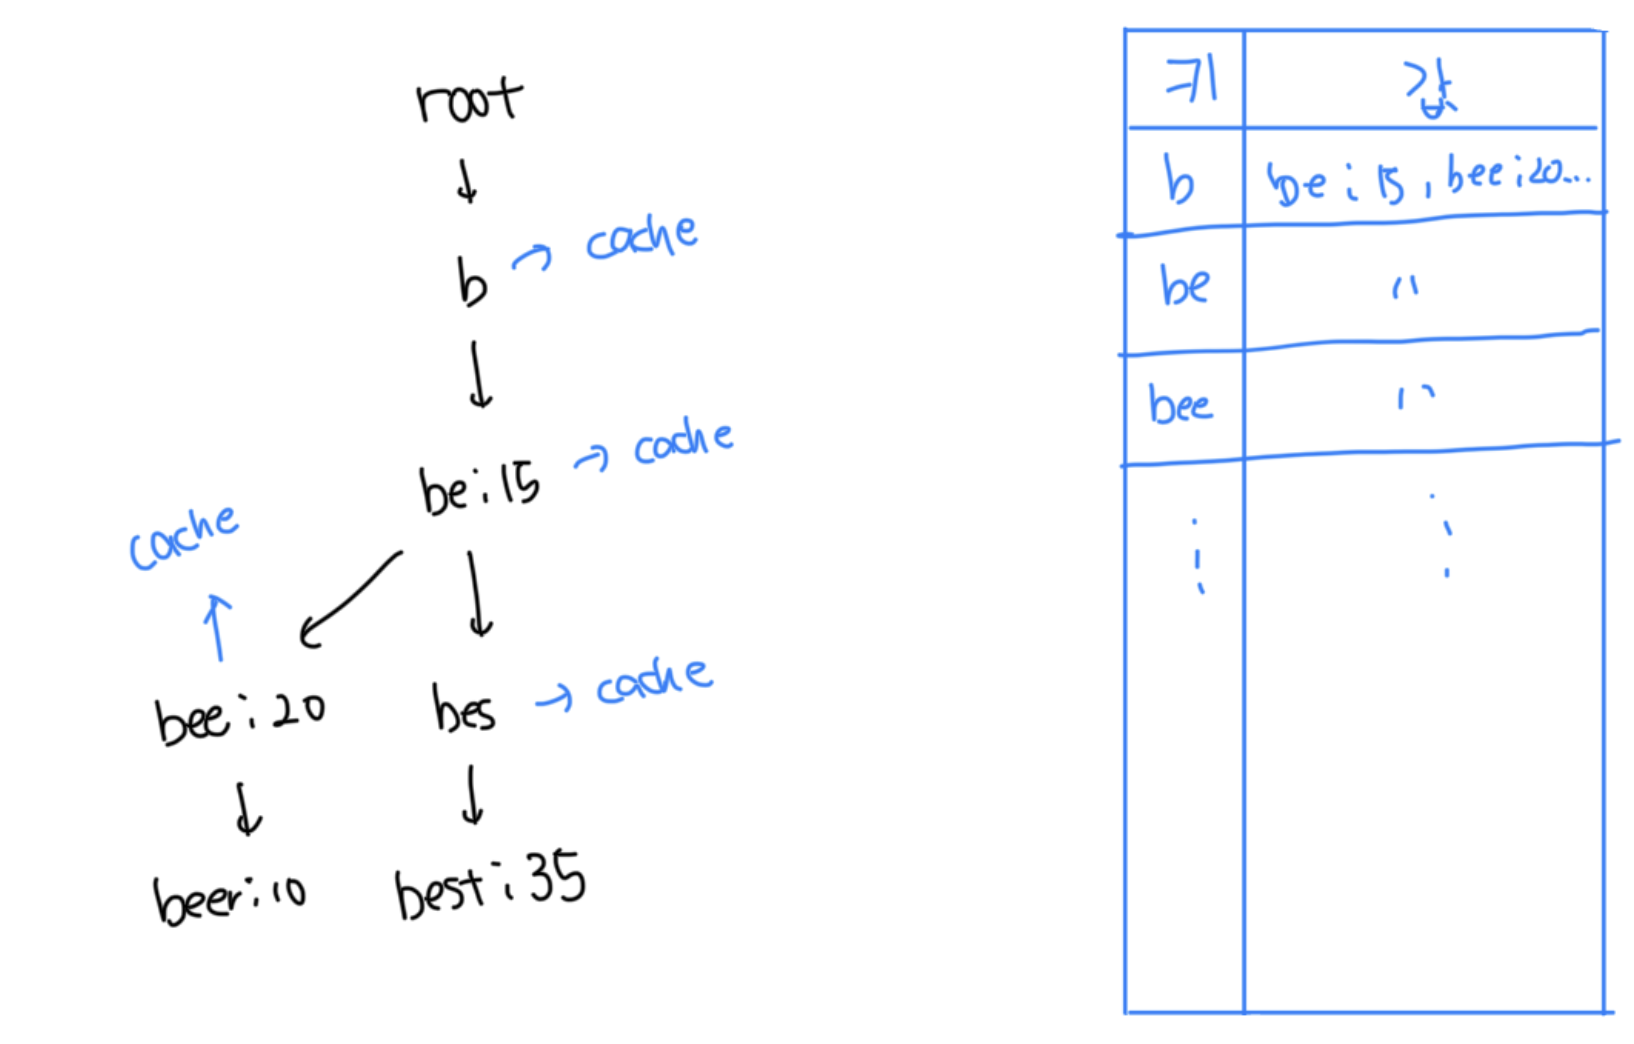 root
b → cache
be:15 → cache
cache
bee:20
bes → cache
beer:10
best:35
키 값
b be:15, bee:20...
be "
bee "
⋮ ⋮